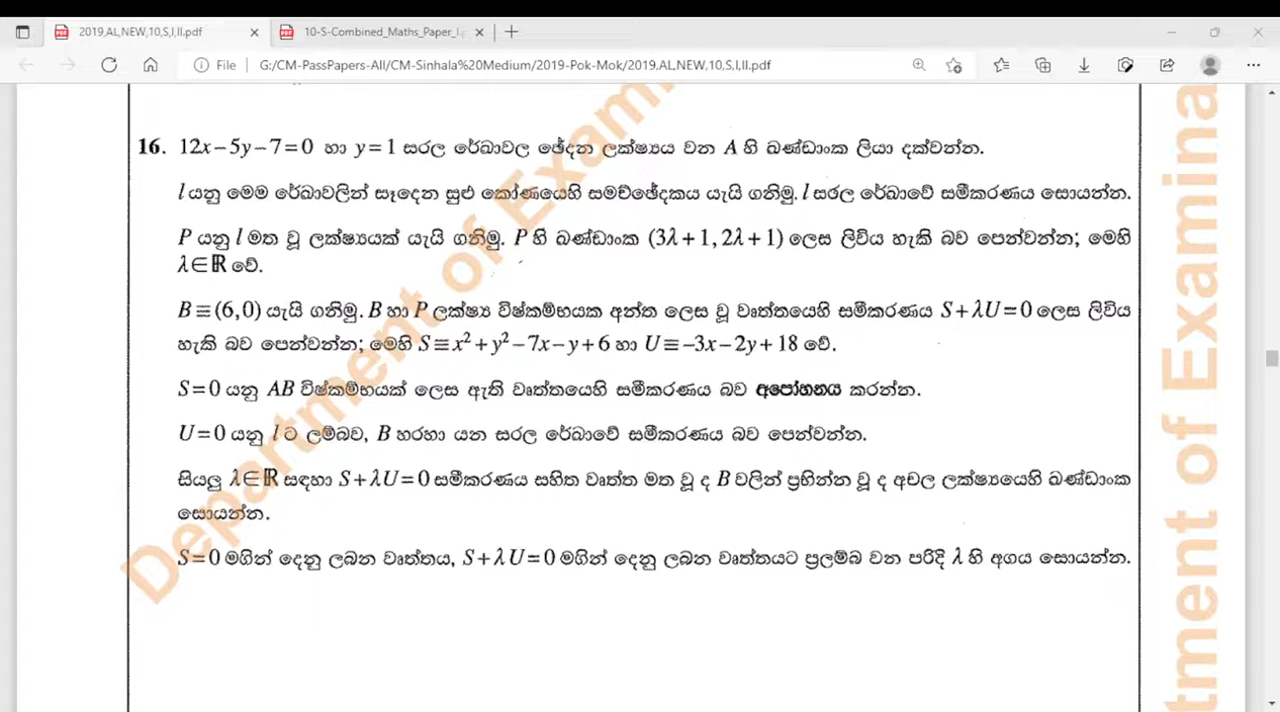 2019,AL,NEW,10,S,I,II.pdf
10-S-Combined_Maths_Paper_I.p
File
G:/CM-PassPapers-All/CM-Sinhala%20Medium/2019-Pok-Mok/2019,AL,NEW,10,S,I,II.pdf
16. 12x−5y−7=0 හා y=1 සරල රේඛාවල ඡේදන ලක්ෂ්‍යය වන A හි ඛණ්ඩාංක ලියා දක්වන්න.
l යනු මෙම රේඛාවලින් සෑදෙන සුළු කෝණයෙහි සමච්ඡේදකය යැයි ගනිමු. l සරල රේඛාවේ සමීකරණය සොයන්න.
P යනු l මත වූ ලක්ෂ්‍යයක් යැයි ගනිමු. P හි ඛණ්ඩාංක (3λ+1, 2λ+1) ලෙස ලිවිය හැකි බව පෙන්වන්න; මෙහි
λ∈ℝ වේ.
B≡(6,0) යැයි ගනිමු. B හා P ලක්ෂ්‍ය විෂ්කම්භයක අන්ත ලෙස වූ වෘත්තයෙහි සමීකරණය S+λU=0 ලෙස ලිවිය
හැකි බව පෙන්වන්න; මෙහි S≡x²+y²−7x−y+6 හා U≡−3x−2y+18 වේ.
S=0 යනු AB විෂ්කම්භයක් ලෙස ඇති වෘත්තයෙහි සමීකරණය බව අපෝහනය කරන්න.
U=0 යනු l ට ලම්බව, B හරහා යන සරල රේඛාවේ සමීකරණය බව පෙන්වන්න.
සියලු λ∈ℝ සඳහා S+λU=0 සමීකරණය සහිත වෘත්ත මත වූ ද B වලින් ප්‍රභින්න වූ ද අචල ලක්ෂ්‍යයෙහි ඛණ්ඩාංක
සොයන්න.
S=0 මගින් දෙනු ලබන වෘත්තය, S+λU=0 මගින් දෙනු ලබන වෘත්තයට ප්‍රලම්බ වන පරිදි λ හි අගය සොයන්න.
Department of Examin
tment of Examina